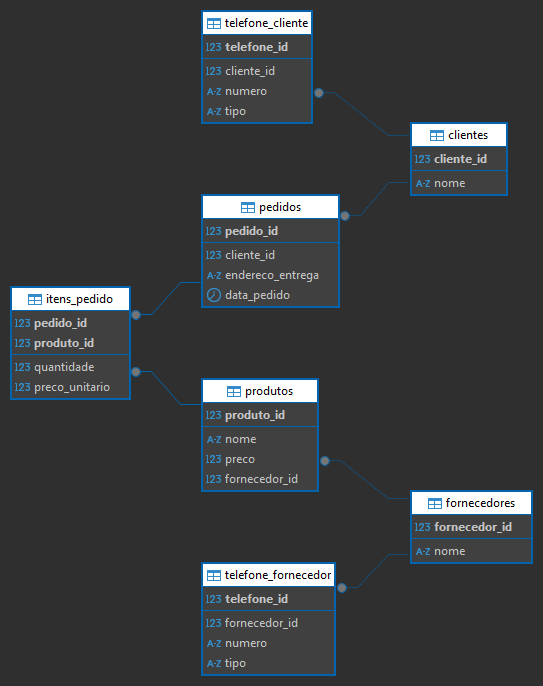 telefone_cliente
123 telefone_id
123 cliente_id
A-Z numero
A-Z tipo
clientes
123 cliente_id
A-Z nome
pedidos
123 pedido_id
123 cliente_id
A-Z endereco_entrega
data_pedido
itens_pedido
123 pedido_id
123 produto_id
123 quantidade
123 preco_unitario
produtos
123 produto_id
A-Z nome
123 preco
123 fornecedor_id
fornecedores
123 fornecedor_id
A-Z nome
telefone_fornecedor
123 telefone_id
123 fornecedor_id
A-Z numero
A-Z tipo